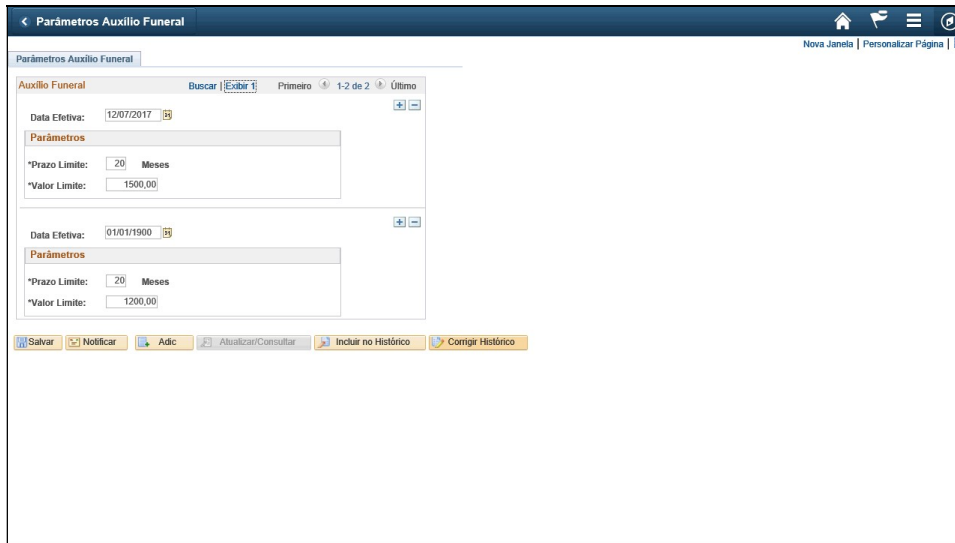 Parâmetros Auxílio Funeral
Nova Janela | Personalizar Página |
Parâmetros Auxílio Funeral
Auxílio Funeral Buscar | Exibir 1 Primeiro 1-2 de 2 Último
Data Efetiva: 12/07/2017
Parâmetros
*Prazo Limite: 20 Meses
*Valor Limite: 1500,00
Data Efetiva: 01/01/1900
Parâmetros
*Prazo Limite: 20 Meses
*Valor Limite: 1200,00
Salvar Notificar Adic Atualizar/Consultar Incluir no Histórico Corrigir Histórico